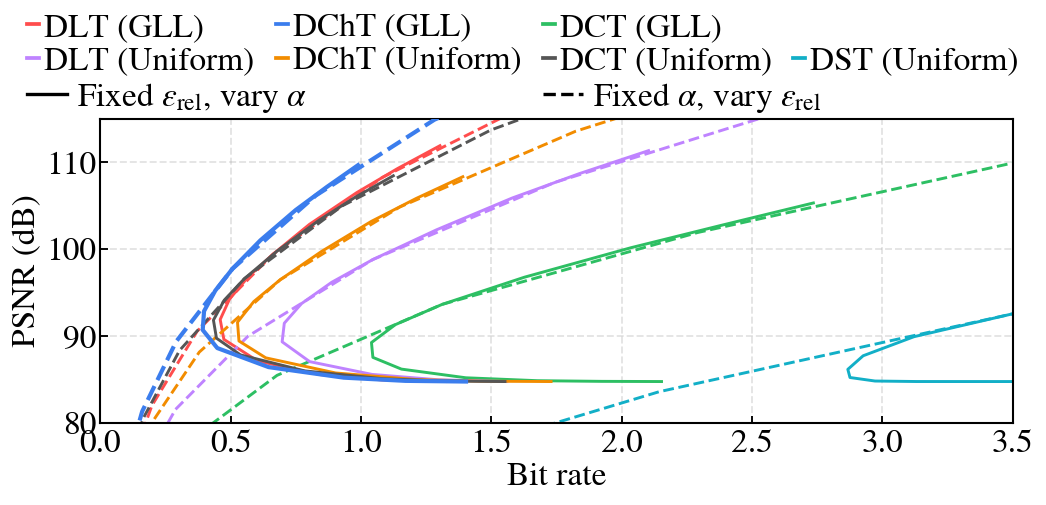 DLT (GLL) DChT (GLL) DCT (GLL)
DLT (Uniform) DChT (Uniform) DCT (Uniform) DST (Uniform)
Fixed ε_rel, vary α Fixed α, vary ε_rel
PSNR (dB)
110
100
90
80
0.0 0.5 1.0 1.5 2.0 2.5 3.0 3.5
Bit rate